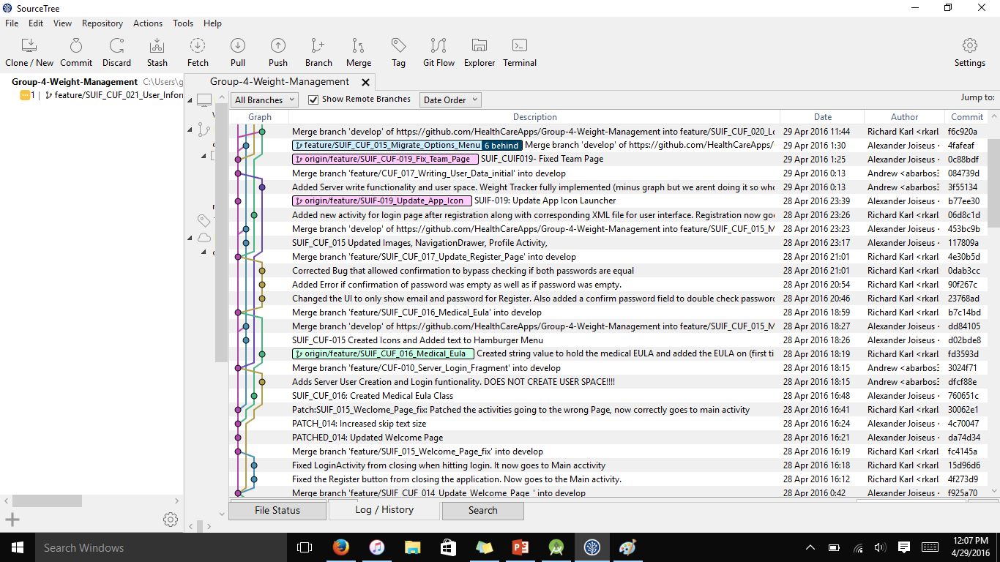 SourceTree
File Edit View Repository Actions Tools Help
Clone / New Commit Discard Stash Fetch Pull Push Branch Merge Tag Git Flow Explorer Terminal Settings
Group-4-Weight-Management C:\Users\g
1 feature/SUIF_CUF_021_User_Infor
Group-4-Weight-Management
All Branches Show Remote Branches Date Order Jump to:
Graph Description Date Author Commit
Merge branch 'develop' of https://github.com/HealthCareApps/Group-4-Weight-Management into feature/SUIF_CUF_020_Lo 29 Apr 2016 11:44 Richard Karl <rkarl. f6c920a
feature/SUIF_CUF_015_Migrate_Options_Menu 6 behind Merge branch 'develop' of https://github.com/HealthCareApps/ 29 Apr 2016 1:30 Alexander Joiseus < 4fafeaf
origin/feature/SUIF_CUF-019_Fix_Team_Page SUIF_CUIF019- Fixed Team Page 29 Apr 2016 1:25 Alexander Joiseus < 0c88bdf
Merge branch 'feature/CUF_017_Writing_User_Data_initial' into develop 29 Apr 2016 0:13 Andrew <abarbos3 084739d
Added Server write functionality and user space. Weight Tracker fully implemented (minus graph but we arent doing it so who 29 Apr 2016 0:13 Andrew <abarbos3 3f55134
origin/feature/SUIF-019_Update_App_Icon SUIF-019: Update App Icon Launcher 28 Apr 2016 23:39 Alexander Joiseus < b77ee30
Added new activity for login page after registration along with corresponding XML file for user interface. Registration now goe 28 Apr 2016 23:26 Richard Karl <rkarl. 06d8c1d
Merge branch 'develop' of https://github.com/HealthCareApps/Group-4-Weight-Management into feature/SUIF_CUF_015_M 28 Apr 2016 23:23 Alexander Joiseus < 453bc9b
SUIF_CUF_015 Updated Images, NavigationDrawer, Profile Activity, 28 Apr 2016 23:17 Alexander Joiseus < 117809a
Merge branch 'feature/SUIF_CUF_017_Update_Register_Page' into develop 28 Apr 2016 21:01 Richard Karl <rkarl. 4e30b5d
Corrected Bug that allowed confirmation to bypass checking if both passwords are equal 28 Apr 2016 21:01 Richard Karl <rkarl. 0dab3cc
Added Error if confirmation of password was empty as well as if password was empty. 28 Apr 2016 20:54 Richard Karl <rkarl. 90f267c
Changed the UI to only show email and password for Register. Also added a confirm password field to double check password 28 Apr 2016 20:46 Richard Karl <rkarl. 23768ad
Merge branch 'feature/SUIF_CUF_016_Medical_Eula' into develop 28 Apr 2016 18:59 Richard Karl <rkarl. b7c14bd
Merge branch 'develop' of https://github.com/HealthCareApps/Group-4-Weight-Management into feature/SUIF_CUF_015_M 28 Apr 2016 18:27 Alexander Joiseus < dd84105
SUIF_CUF-015 Created Icons and Added text to Hamburger Menu 28 Apr 2016 18:26 Alexander Joiseus < d02bde8
origin/feature/SUIF_CUF_016_Medical_Eula Created string value to hold the medical EULA and added the EULA on (first ti 28 Apr 2016 18:19 Richard Karl <rkarl. fd3593d
Merge branch 'feature/CUF-010_Server_Login_Fragment' into develop 28 Apr 2016 18:15 Andrew <abarbos3 3024f71
Adds Server User Creation and Login funtionality. DOES NOT CREATE USER SPACE!!!! 28 Apr 2016 18:15 Andrew <abarbos3 dfcf88e
SUIF_CUF_016: Created Medical Eula Class 28 Apr 2016 16:48 Alexander Joiseus < 760651c
Patch:SUIF_015_Weclome_Page_fix: Patched the activities going to the wrong Page, now correctly goes to main activity 28 Apr 2016 16:41 Richard Karl <rkarl. 30062e1
PATCH_014: Increased skip text size 28 Apr 2016 16:24 Alexander Joiseus < 4c70047
PATCHED_014: Updated Welcome Page 28 Apr 2016 16:21 Alexander Joiseus < da74d34
Merge branch 'feature/SUIF_015_Welcome_Page_fix' into develop 28 Apr 2016 16:19 Richard Karl <rkarl. fc4145a
Fixed LoginActivity from closing when hitting login. It now goes to Main acctivity 28 Apr 2016 16:18 Richard Karl <rkarl. 15d96d6
Fixed the Register button from closing the application. Now goes to the Main activity. 28 Apr 2016 16:12 Richard Karl <rkarl. 4f273d9
Merge branch 'feature/SUIF_CUF_014_Update_Welcome_Page_' into develop 28 Apr 2016 0:42 Alexander Joiseus < f925a70
File Status Log / History Search
Search Windows
12:07 PM
4/29/2016